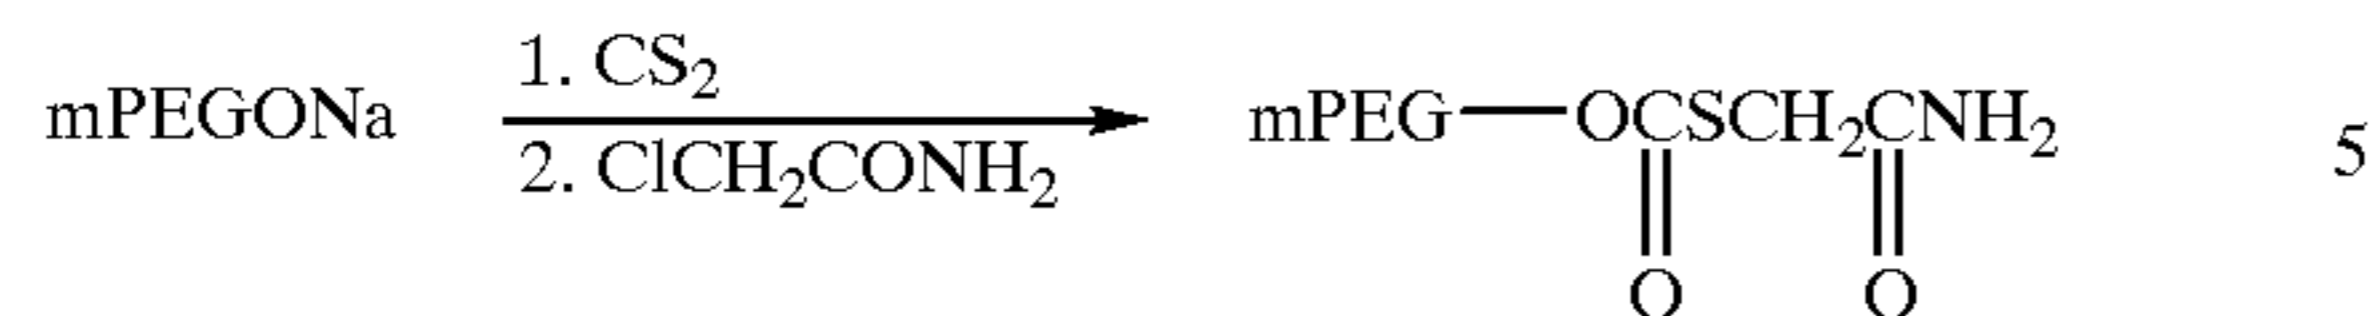 1. CS₂
mPEGONa mPEG—OCSCH₂CNH₂ 5
2. ClCH₂CONH₂
O O